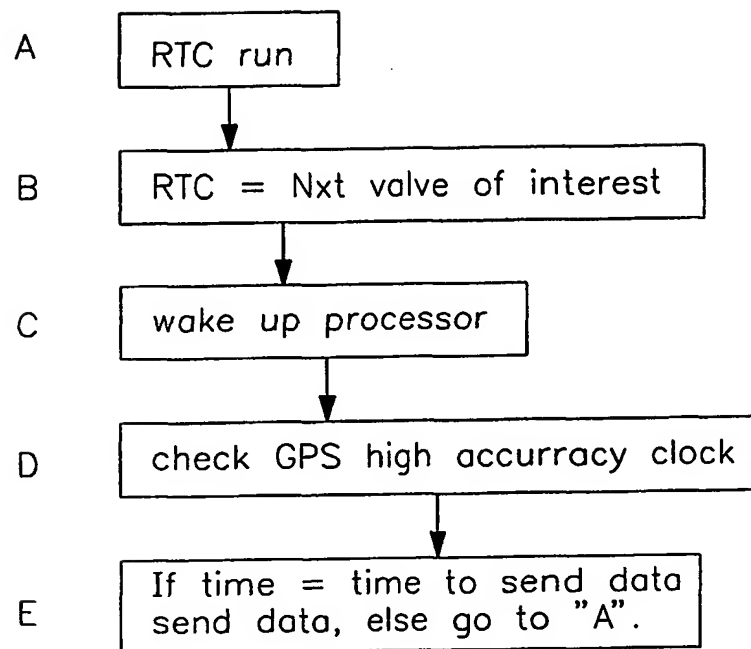 A RTC run
B RTC = Nxt valve of interest
C wake up processor
D check GPS high accurracy clock
If time = time to send data
E send data, else go to "A".